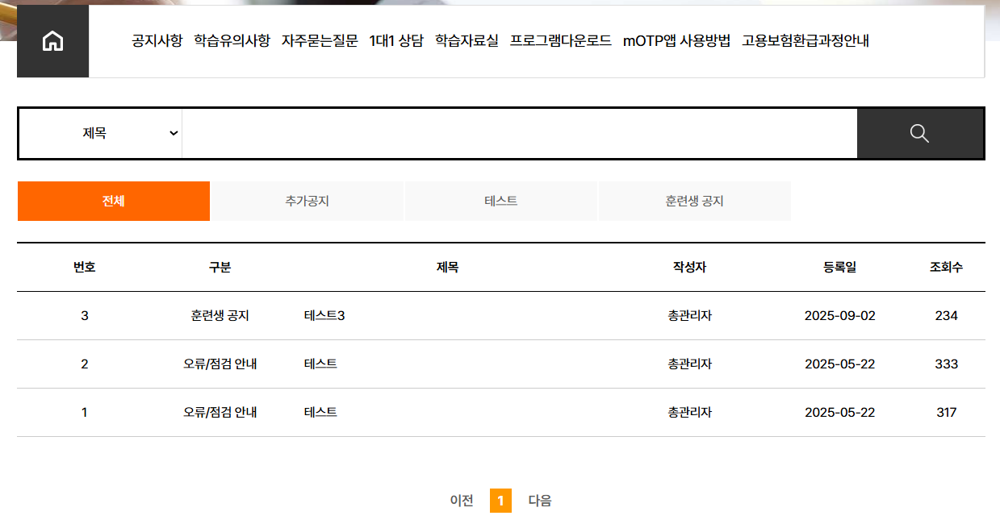 공지사항 학습유의사항 자주묻는질문 1대1 상담 학습자료실 프로그램다운로드 mOTP앱 사용방법 고용보험환급과정안내
제목
전체 추가공지 테스트 훈련생 공지
번호 구분 제목 작성자 등록일 조회수
3 훈련생 공지 테스트3 총관리자 2025-09-02 234
2 오류/점검 안내 테스트 총관리자 2025-05-22 333
1 오류/점검 안내 테스트 총관리자 2025-05-22 317
이전 1 다음